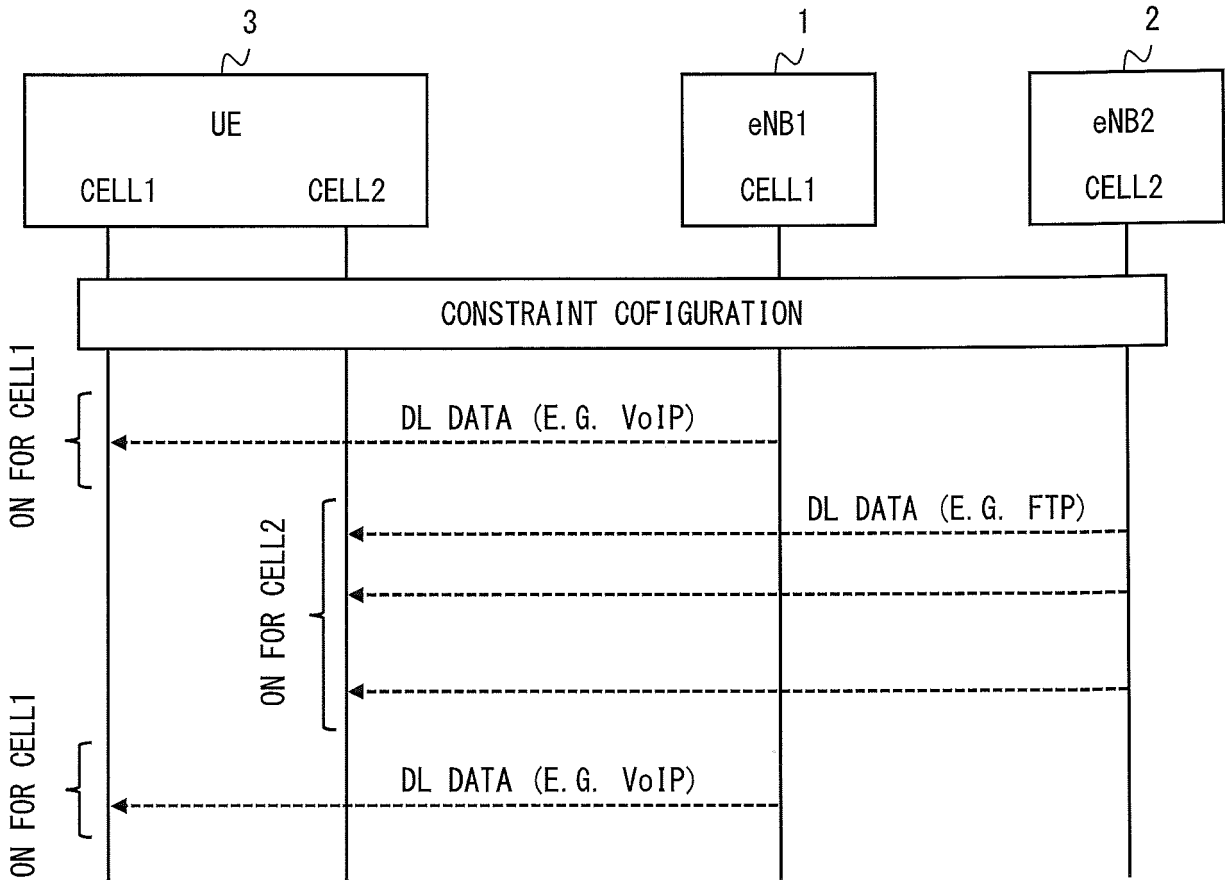 3
1
2
UE
eNB1
eNB2
CELL1
CELL2
CELL1
CELL2
CONSTRAINT COFIGURATION
ON FOR CELL1
DL DATA (E.G. VoIP)
DL DATA (E.G. FTP)
ON FOR CELL2
ON FOR CELL1
DL DATA (E.G. VoIP)